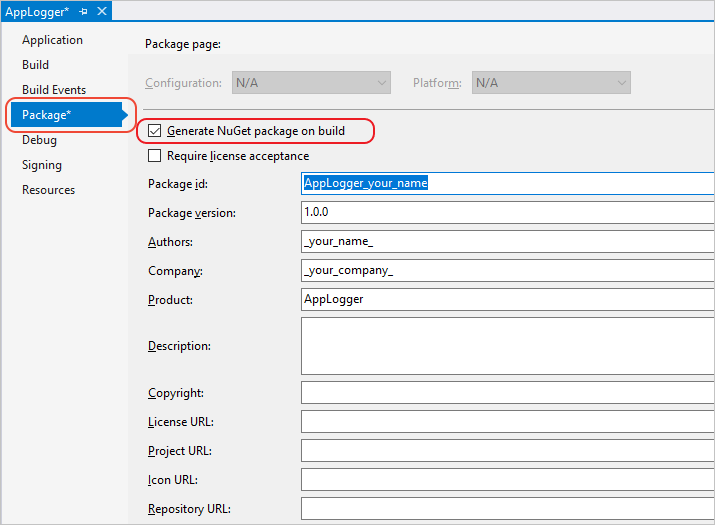 AppLogger*
Application
Build
Build Events
Package*
Debug
Signing
Resources
Package page:
Configuration: N/A Platform: N/A
Generate NuGet package on build
Require license acceptance
Package id: AppLogger_your_name
Package version: 1.0.0
Authors: _your_name_
Company: _your_company_
Product: AppLogger
Description:
Copyright:
License URL:
Project URL:
Icon URL:
Repository URL: